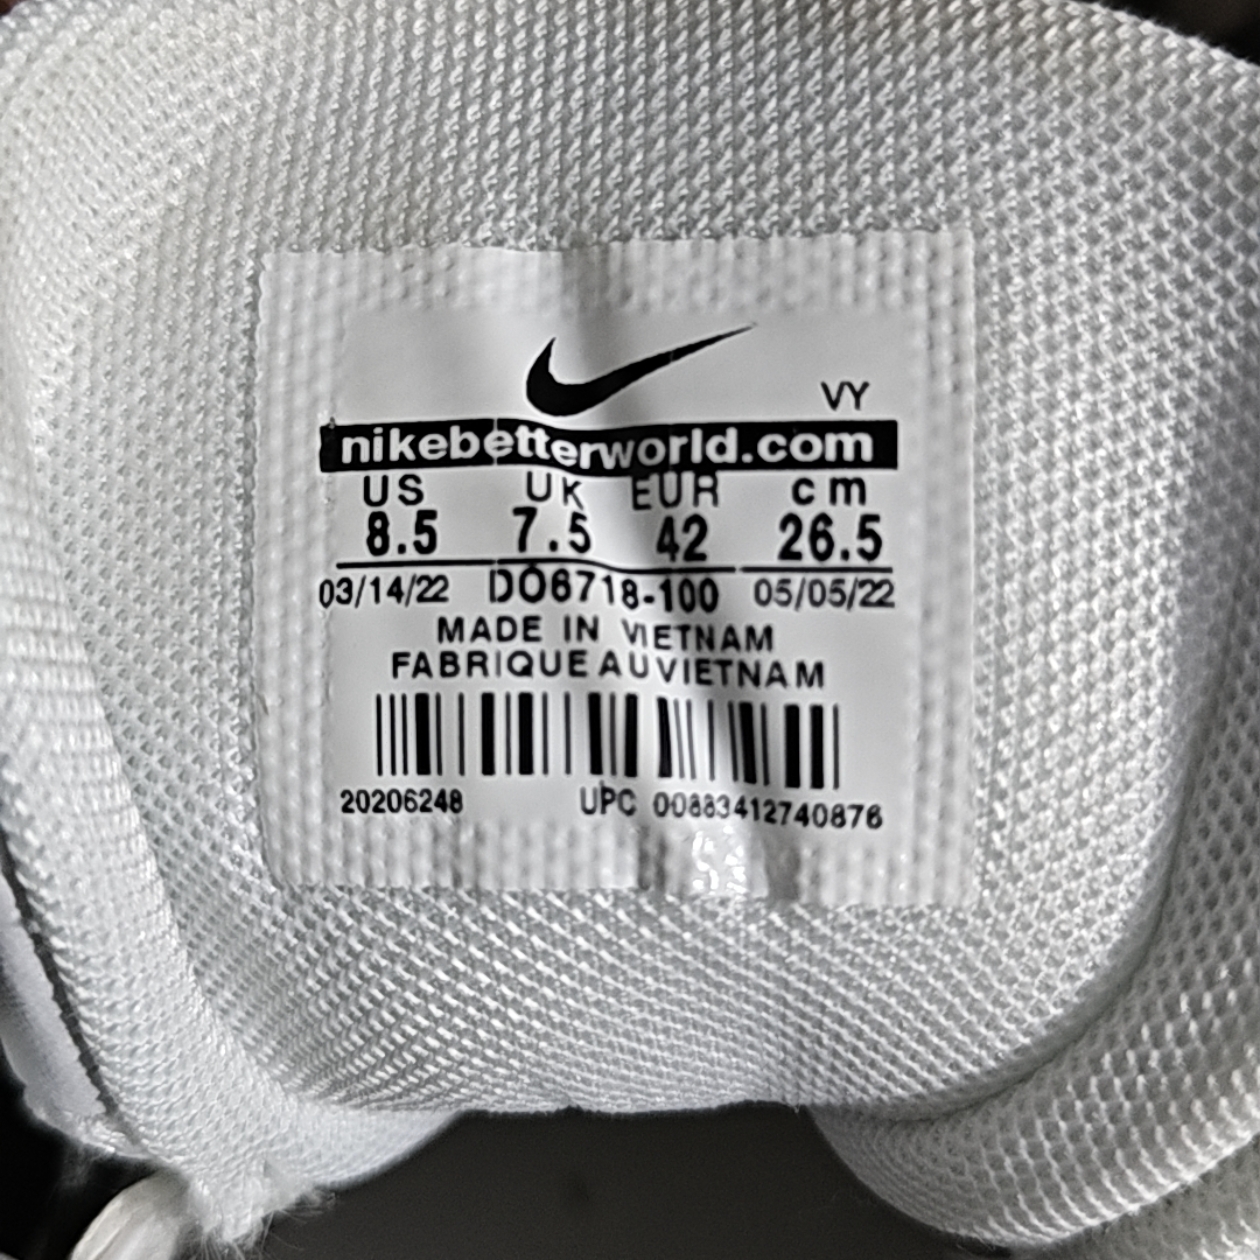 VY
nikebetterworld.com
US UK EUR cm
8.5 7.5 42 26.5
03/14/22 DO6718-100 05/05/22
MADE IN VIETNAM
FABRIQUE AU VIETNAM
20206248 UPC 00883412740876